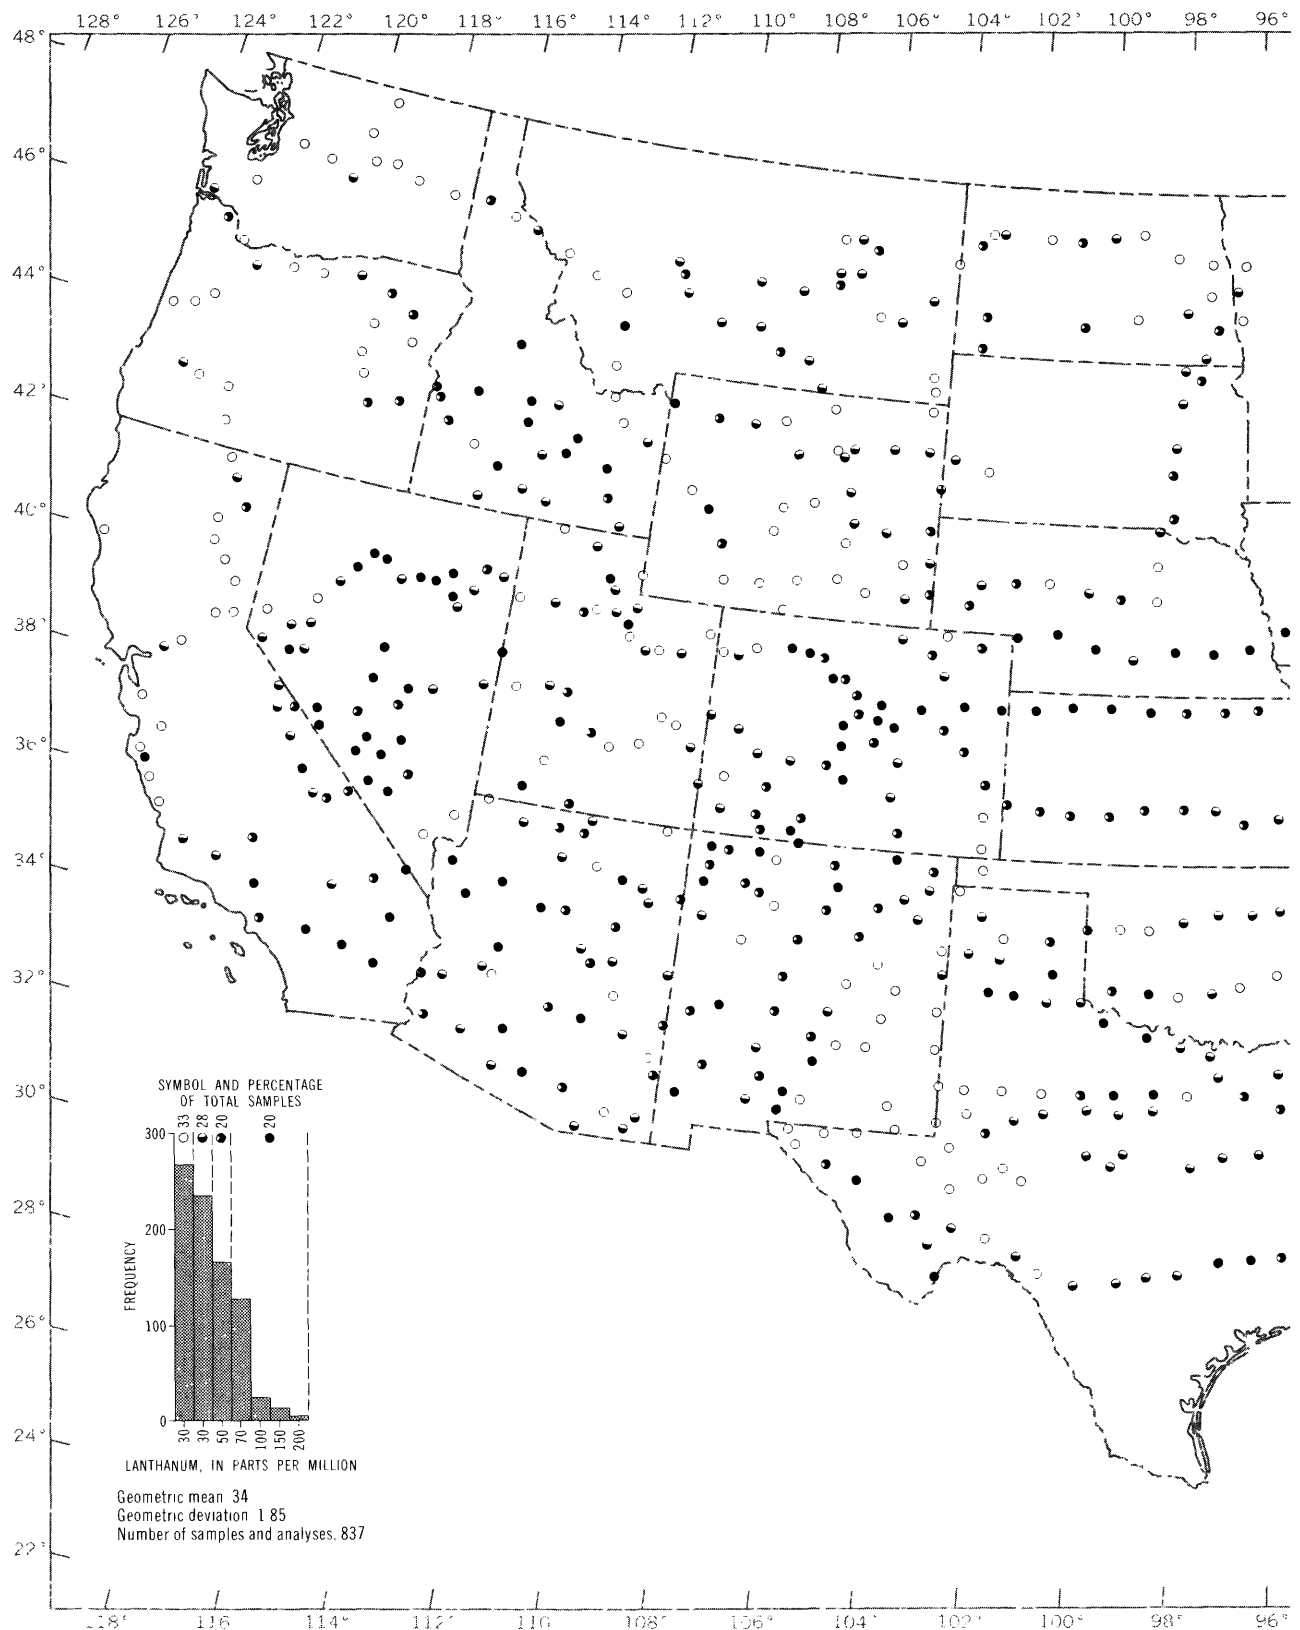 128° 126° 124° 122° 120° 118° 116° 114° 112° 110° 108° 106° 104° 102° 100° 98° 96°
48°
46°
44°
42°
40°
38°
36°
34°
32°
30°
28°
26°
24°
22°
SYMBOL AND PERCENTAGE
OF TOTAL SAMPLES
33 28 20 20
300
200
100
0
FREQUENCY
30 30 50 70 100 150 200
LANTHANUM, IN PARTS PER MILLION
Geometric mean 34
Geometric deviation 1 85
Number of samples and analyses, 837
116° 114° 108° 106° 104° 102° 100° 98° 96°